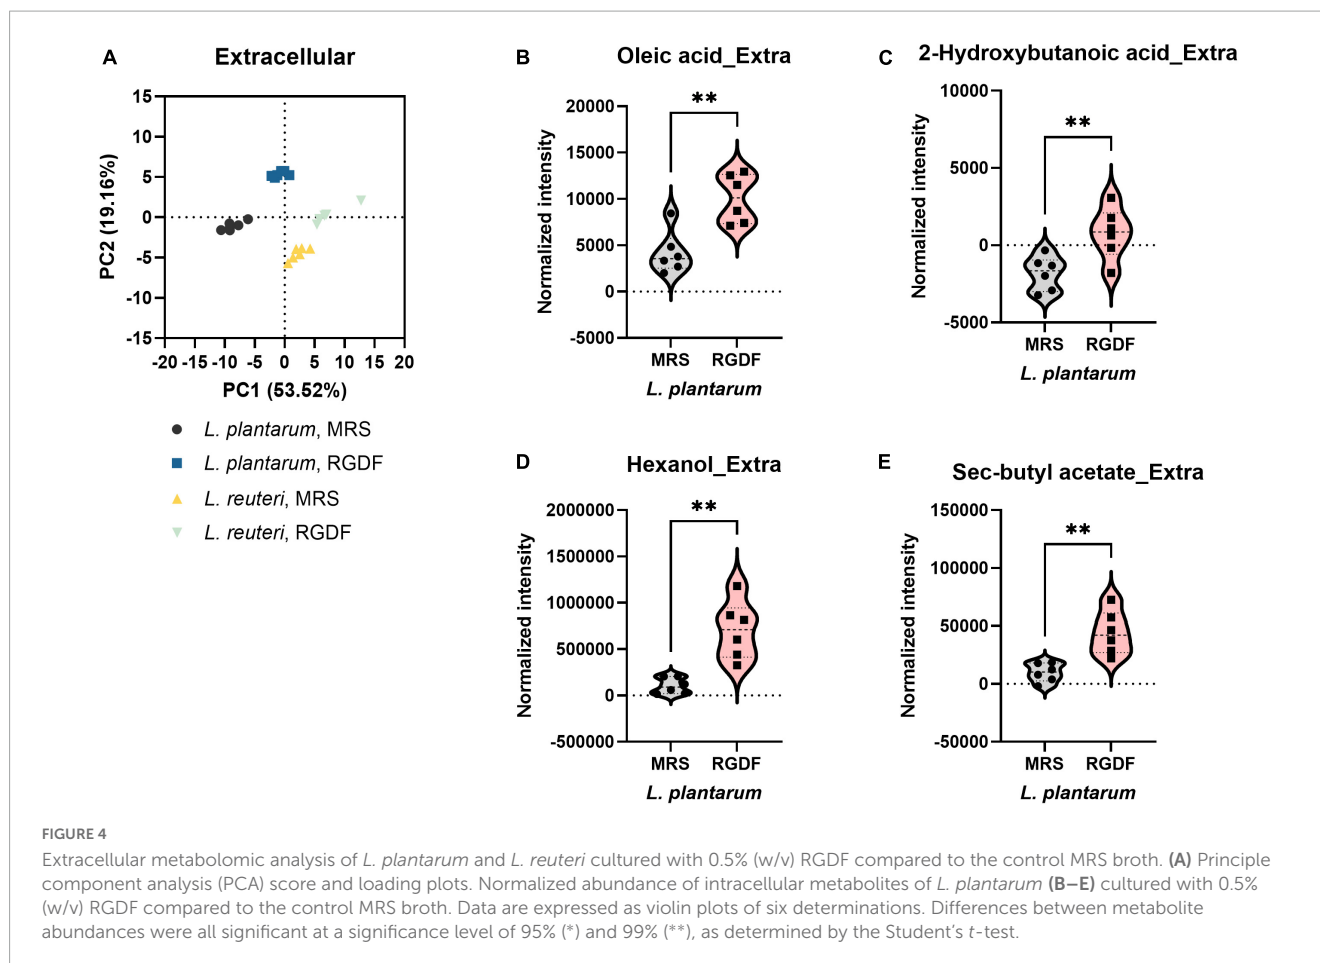 A
Extracellular
15
10
5
0
-5
-10
-15
PC2 (19.16%)
-20 -15 -10 -5 0 5 10 15 20
PC1 (53.52%)
L. plantarum, MRS
L. plantarum, RGDF
L. reuteri, MRS
L. reuteri, RGDF
B
Oleic acid_Extra
**
20000
15000
10000
5000
0
-5000
Normalized intensity
MRS RGDF
L. plantarum
C
2-Hydroxybutanoic acid_Extra
**
10000
5000
0
-5000
Normalized intensity
MRS RGDF
L. plantarum
D
Hexanol_Extra
**
2000000
1500000
1000000
500000
0
-500000
Normalized intensity
MRS RGDF
L. plantarum
E
Sec-butyl acetate_Extra
**
150000
100000
50000
0
-50000
Normalized intensity
MRS RGDF
L. plantarum
FIGURE 4
Extracellular metabolomic analysis of L. plantarum and L. reuteri cultured with 0.5% (w/v) RGDF compared to the control MRS broth. (A) Principle
component analysis (PCA) score and loading plots. Normalized abundance of intracellular metabolites of L. plantarum (B–E) cultured with 0.5%
(w/v) RGDF compared to the control MRS broth. Data are expressed as violin plots of six determinations. Differences between metabolite
abundances were all significant at a significance level of 95% (*) and 99% (**), as determined by the Student's t-test.